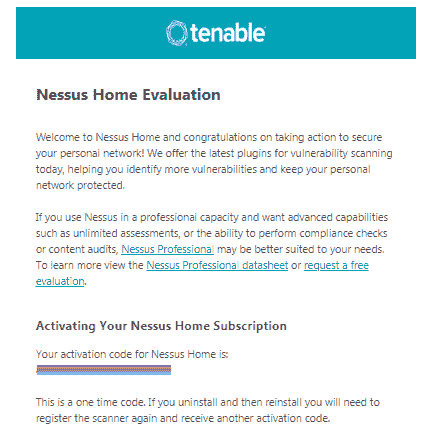 tenable
Nessus Home Evaluation
Welcome to Nessus Home and congratulations on taking action to secure
your personal network! We offer the latest plugins for vulnerability scanning
today, helping you identify more vulnerabilities and keep your personal
network protected.
If you use Nessus in a professional capacity and want advanced capabilities
such as unlimited assessments, or the ability to perform compliance checks
or content audits, Nessus Professional may be better suited to your needs.
To learn more view the Nessus Professional datasheet or request a free
evaluation.
Activating Your Nessus Home Subscription
Your activation code for Nessus Home is:
This is a one time code. If you uninstall and then reinstall you will need to
register the scanner again and receive another activation code.